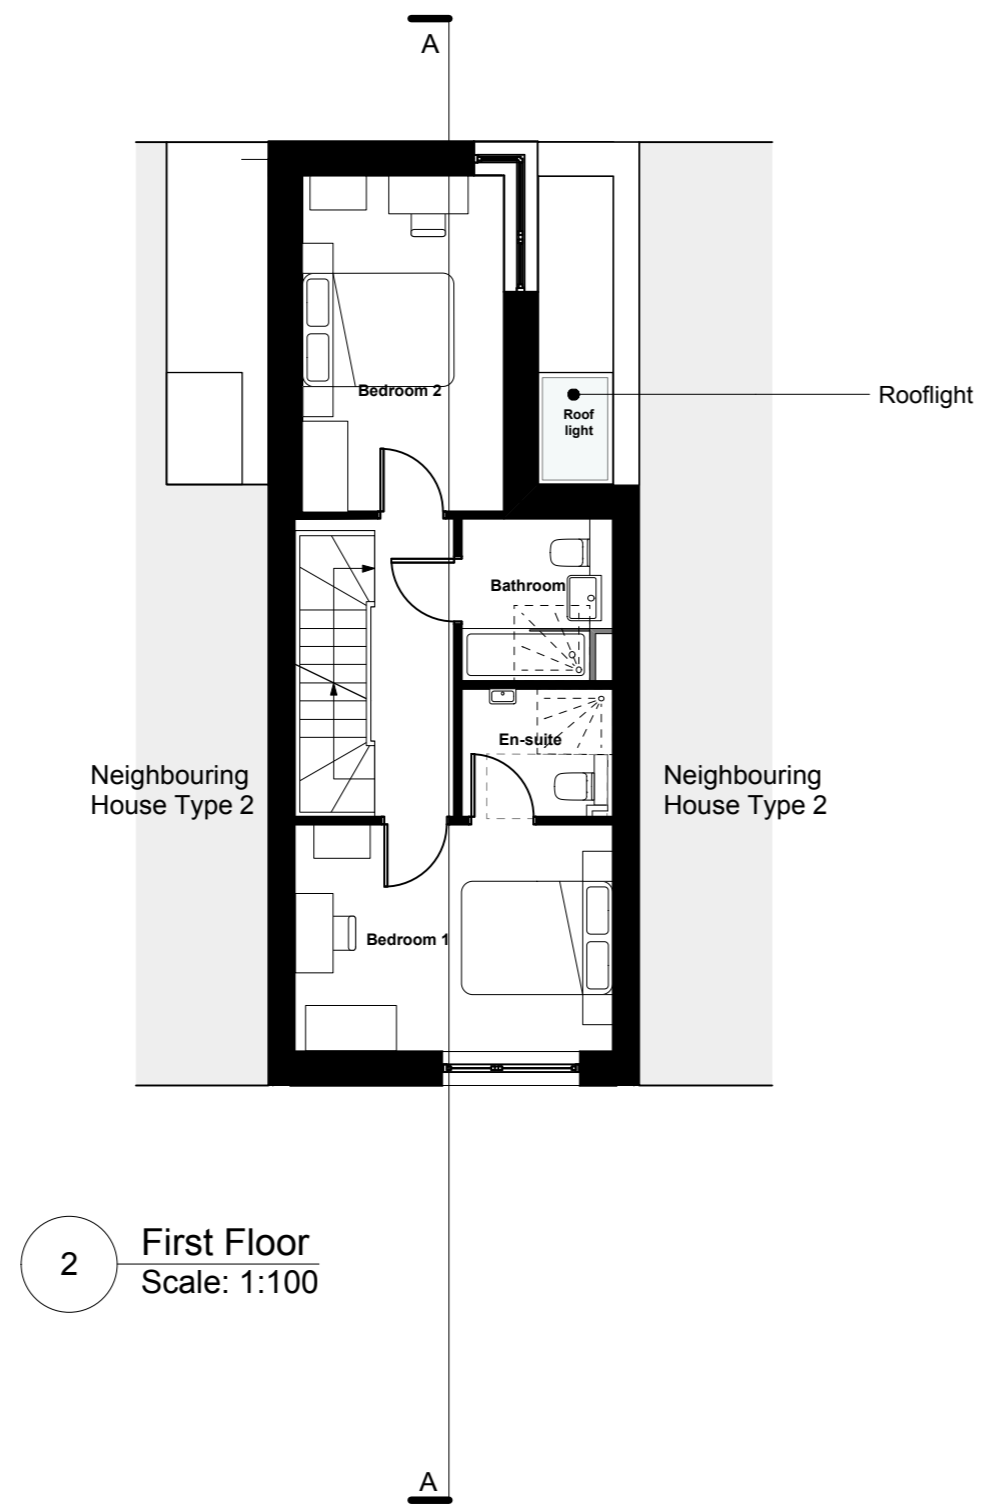 A
Bedroom 2
Roof
light
Rooflight
Bathroom
En-suite
Neighbouring
House Type 2
Neighbouring
House Type 2
Bedroom 1
2
First Floor
Scale: 1:100
A